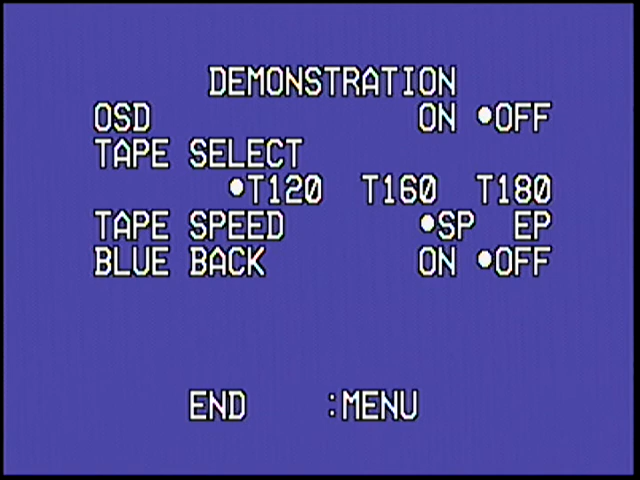 DEMONSTRATION
OSD ON ●OFF
TAPE SELECT
●T120 T160 T180
TAPE SPEED ●SP EP
BLUE BACK ON ●OFF
END :MENU